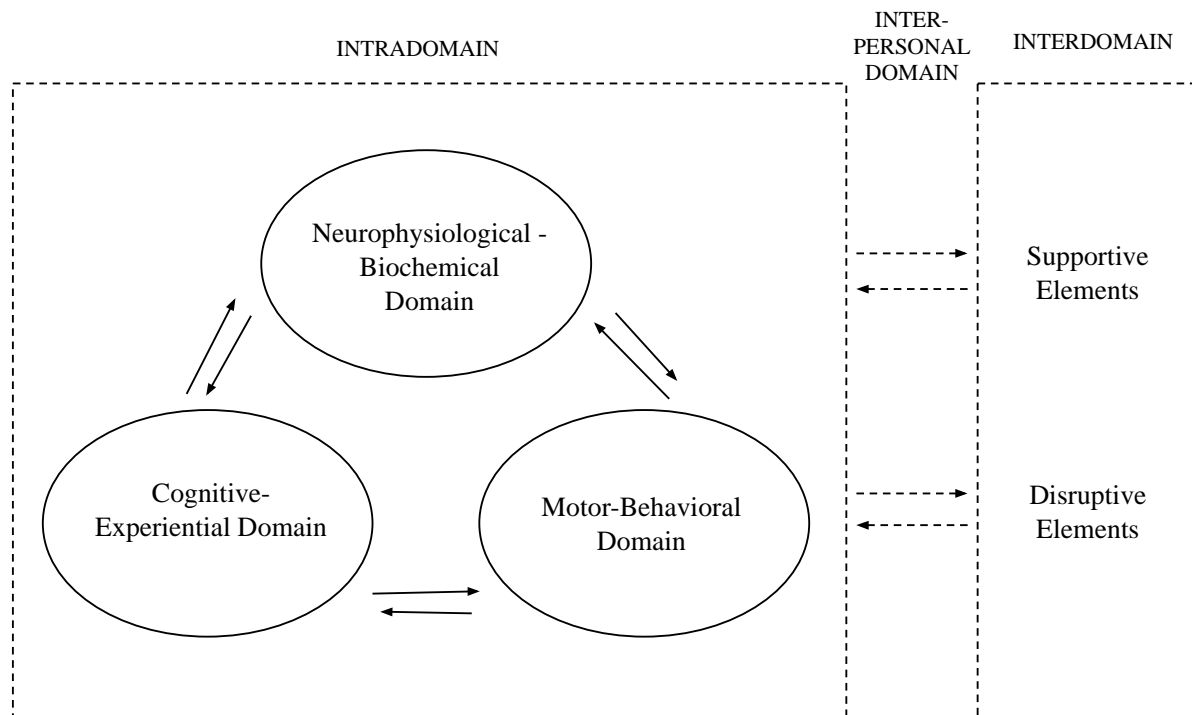 INTRADOMAIN
INTER-
PERSONAL
DOMAIN
INTERDOMAIN
Neurophysiological -
Biochemical
Domain
Supportive
Elements
Cognitive-
Experiential Domain
Motor-Behavioral
Domain
Disruptive
Elements